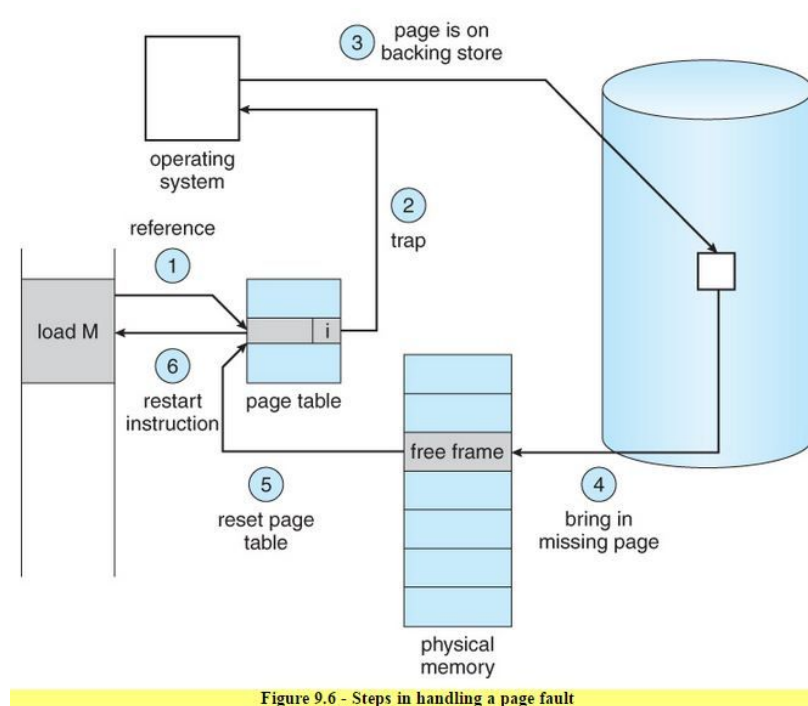 3
page is on
backing store
operating
system
2
trap
reference
1
load M
i
6
restart
instruction
page table
free frame
5
reset page
table
4
bring in
missing page
physical
memory
Figure 9.6 - Steps in handling a page fault